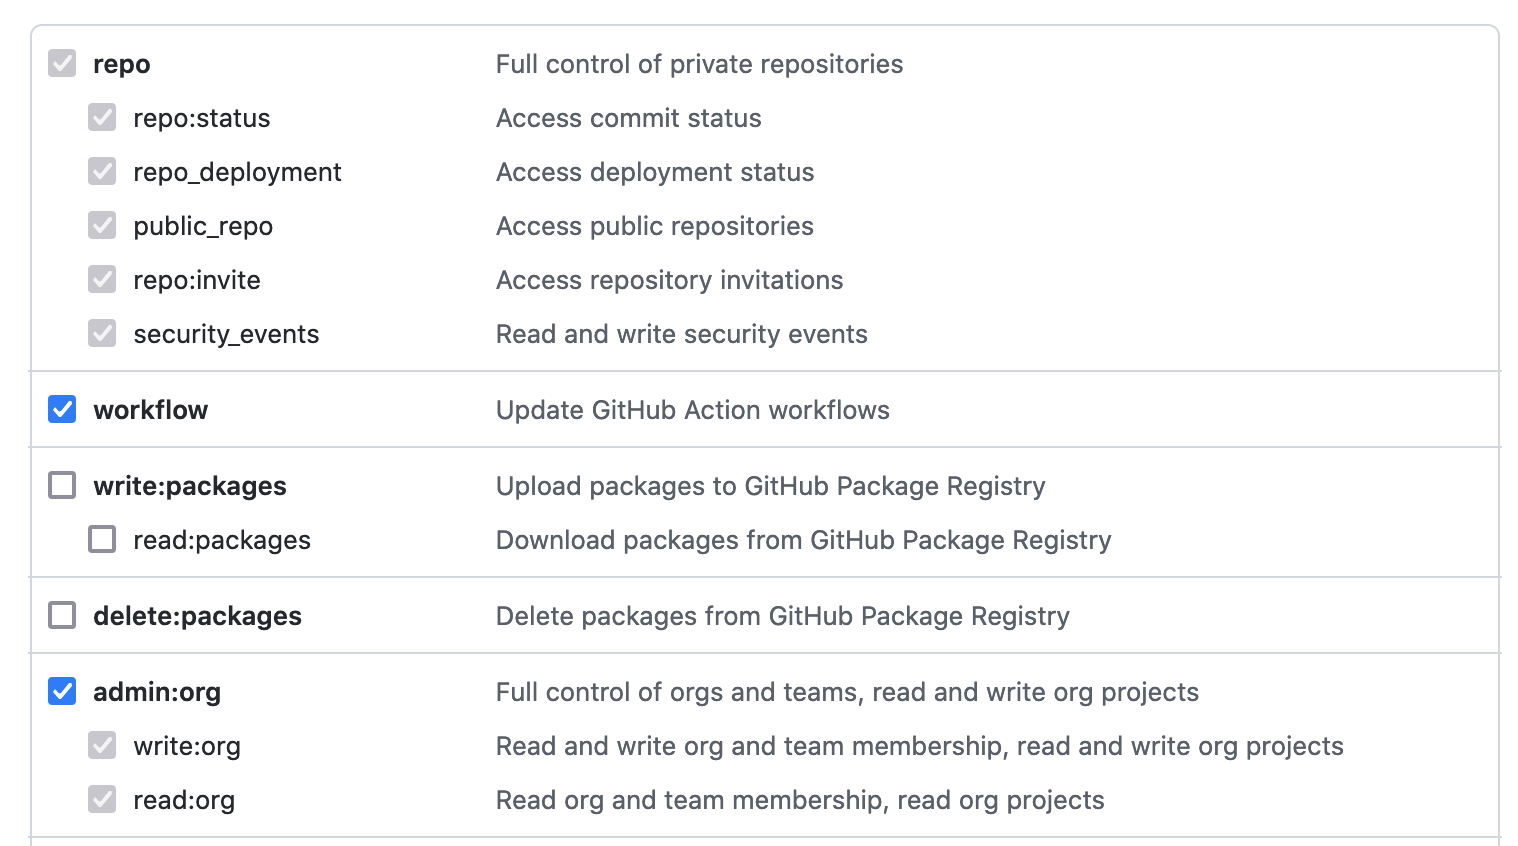 repo Full control of private repositories
repo:status Access commit status
repo_deployment Access deployment status
public_repo Access public repositories
repo:invite Access repository invitations
security_events Read and write security events
workflow Update GitHub Action workflows
write:packages Upload packages to GitHub Package Registry
read:packages Download packages from GitHub Package Registry
delete:packages Delete packages from GitHub Package Registry
admin:org Full control of orgs and teams, read and write org projects
write:org Read and write org and team membership, read and write org projects
read:org Read org and team membership, read org projects